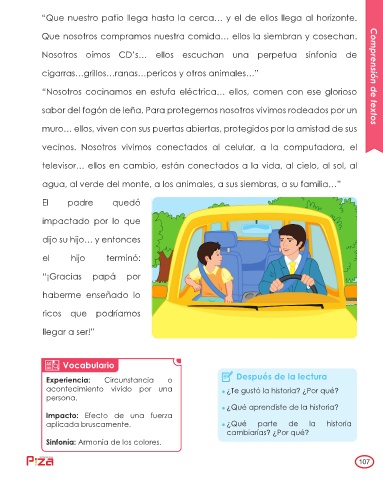 “Que nuestro patio llega hasta la cerca… y el de ellos llega al horizonte.
Que nosotros compramos nuestra comida… ellos la siembran y cosechan.
Nosotros oímos CD’s… ellos escuchan una perpetua sinfonía de
cigarras…grillos…ranas…pericos y otros animales…”
“Nosotros cocinamos en estufa eléctrica… ellos, comen con ese glorioso
sabor del fogón de leña. Para protegernos nosotros vivimos rodeados por un
muro… ellos, viven con sus puertas abiertas, protegidos por la amistad de sus
vecinos. Nosotros vivimos conectados al celular, a la computadora, el
televisor… ellos en cambio, están conectados a la vida, al cielo, al sol, al
agua, al verde del monte, a los animales, a sus siembras, a su familia…”
El padre quedó
impactado por lo que
dijo su hijo… y entonces
el hijo terminó:
“¡Gracias papá por
haberme enseñado lo
ricos que podríamos
llegar a ser!”
Comprensión de textos
Vocabulario
Experiencia: Circunstancia o
acontecimiento vivido por una
persona.
Impacto: Efecto de una fuerza
aplicada bruscamente.
Sinfonía: Armonía de los colores.
Después de la lectura
¿Te gustó la historia? ¿Por qué?
¿Qué aprendiste de la historia?
¿Qué parte de la historia
cambiarías? ¿Por qué?
Piza
107